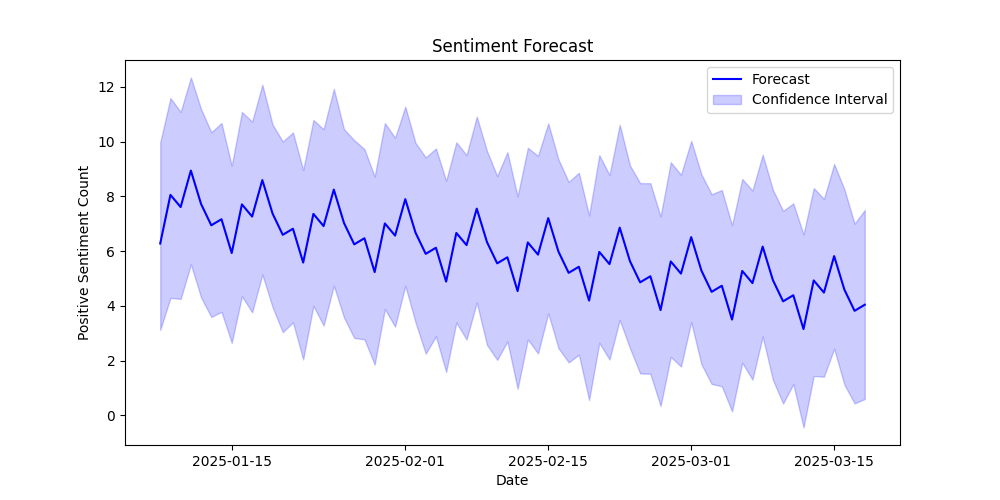 Sentiment Forecast
Forecast
Confidence Interval
Positive Sentiment Count
12
10
8
6
4
2
0
2025-01-15
2025-02-01
2025-02-15
2025-03-01
2025-03-15
Date